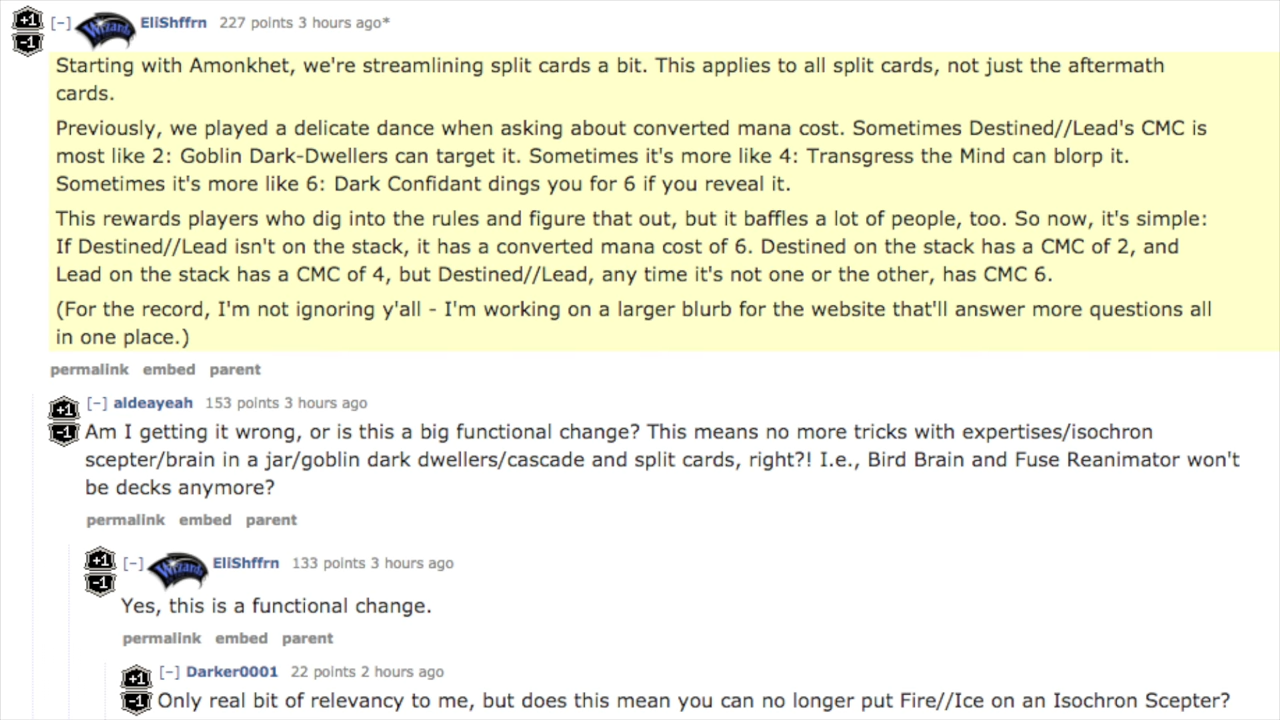 +1
-1
[−] Wizards EliShffrn 227 points 3 hours ago*
Starting with Amonkhet, we're streamlining split cards a bit. This applies to all split cards, not just the aftermath
cards.
Previously, we played a delicate dance when asking about converted mana cost. Sometimes Destined//Lead's CMC is
most like 2: Goblin Dark-Dwellers can target it. Sometimes it's more like 4: Transgress the Mind can blorp it.
Sometimes it's more like 6: Dark Confidant dings you for 6 if you reveal it.
This rewards players who dig into the rules and figure that out, but it baffles a lot of people, too. So now, it's simple:
If Destined//Lead isn't on the stack, it has a converted mana cost of 6. Destined on the stack has a CMC of 2, and
Lead on the stack has a CMC of 4, but Destined//Lead, any time it's not one or the other, has CMC 6.
(For the record, I'm not ignoring y'all - I'm working on a larger blurb for the website that'll answer more questions all
in one place.)
permalink embed parent
+1
-1
[−] aldeayeah 153 points 3 hours ago
Am I getting it wrong, or is this a big functional change? This means no more tricks with expertises/isochron
scepter/brain in a jar/goblin dark dwellers/cascade and split cards, right?! I.e., Bird Brain and Fuse Reanimator won't
be decks anymore?
permalink embed parent
+1
-1
[−] Wizards EliShffrn 133 points 3 hours ago
Yes, this is a functional change.
permalink embed parent
+1
-1
[−] Darker0001 22 points 2 hours ago
Only real bit of relevancy to me, but does this mean you can no longer put Fire//Ice on an Isochron Scepter?